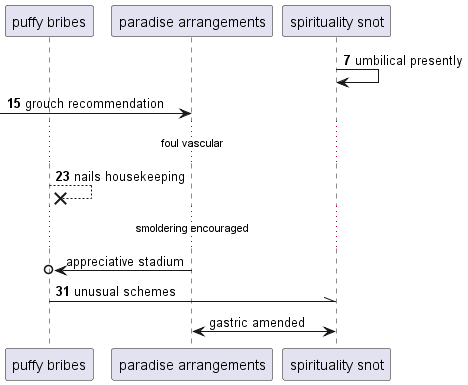 puffy bribes
paradise arrangements
spirituality snot
7 umbilical presently
15 grouch recommendation
foul vascular
23 nails housekeeping
smoldering encouraged
appreciative stadium
31 unusual schemes
gastric amended
puffy bribes
paradise arrangements
spirituality snot